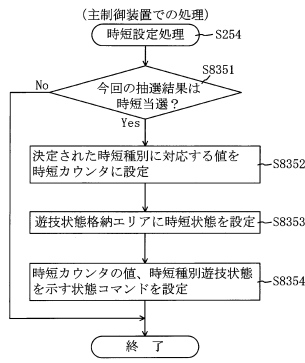 (主制御装置での処理)
時短設定処理
S254
S8351
No
今回の抽選結果は
時短当選？
Yes
決定された時短種別に対応する値を
時短カウンタに設定
S8352
遊技状態格納エリアに時短状態を設定
S8353
時短カウンタの値、時短種別遊技状態
を示す状態コマンドを設定
S8354
終 了